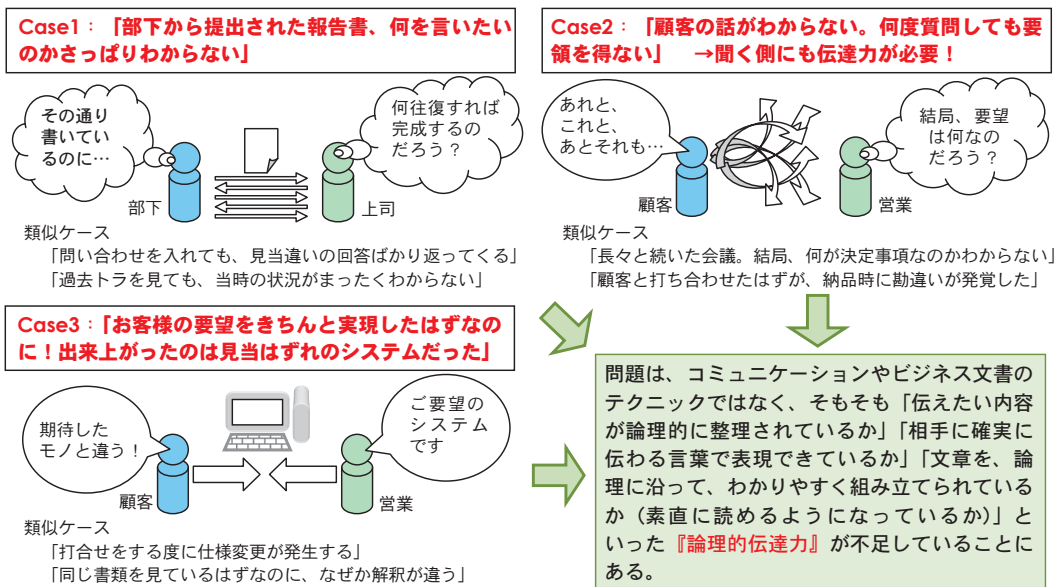 Case1：「部下から提出された報告書、何を言いたい
のかさっぱりわからない」
その通り
書いてい
るのに…
何往復すれば
完成するの
だろう？
部下
上司
類似ケース
「問い合わせを入れても、見当違いの回答ばかり返ってくる」
「過去トラを見ても、当時の状況がまったくわからない」
Case2：「顧客の話がわからない。何度質問しても要
領を得ない」　→聞く側にも伝達力が必要！
あれと、
これと、
あとそれも…
結局、要望
は何なの
だろう？
顧客
営業
類似ケース
「長々と続いた会議。結局、何が決定事項なのかわからない」
「顧客と打ち合わせたはずが、納品時に勘違いが発覚した」
Case3：「お客様の要望をきちんと実現したはずなの
に！出来上がったのは見当はずれのシステムだった」
期待した
モノと違う！
ご要望の
システム
です
顧客
営業
類似ケース
「打合せをする度に仕様変更が発生する」
「同じ書類を見ているはずなのに、なぜか解釈が違う」
問題は、コミュニケーションやビジネス文書の
テクニックではなく、そもそも「伝えたい内容
が論理的に整理されているか」「相手に確実に
伝わる言葉で表現できているか」「文章を、論
理に沿って、わかりやすく組み立てられている
か（素直に読めるようになっているか）」と
いった『論理的伝達力』が不足していることに
ある。